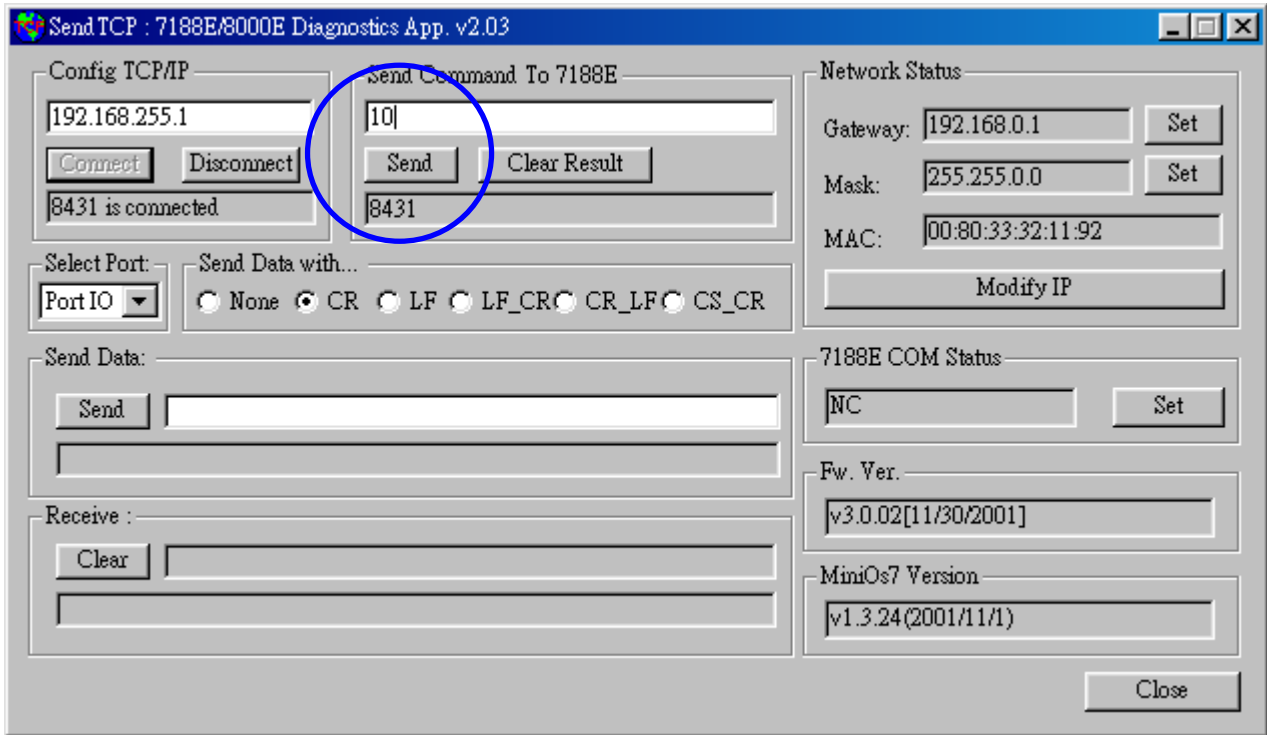 SendTCP : 7188E/8000E Diagnostics App. v2.03
Config TCP/IP
192.168.255.1
Connect Disconnect
8431 is connected
Send Command To 7188E
10
Send Clear Result
8431
Network Status
Gateway: 192.168.0.1 Set
Mask: 255.255.0.0 Set
MAC: 00:80:33:32:11:92
Modify IP
Select Port:
Port IO
Send Data with...
None CR LF LF_CR CR_LF CS_CR
Send Data:
Send
7188E COM Status
NC Set
Receive :
Clear
Fw. Ver.
v3.0.02[11/30/2001]
MiniOs7 Version
v1.3.24(2001/11/1)
Close